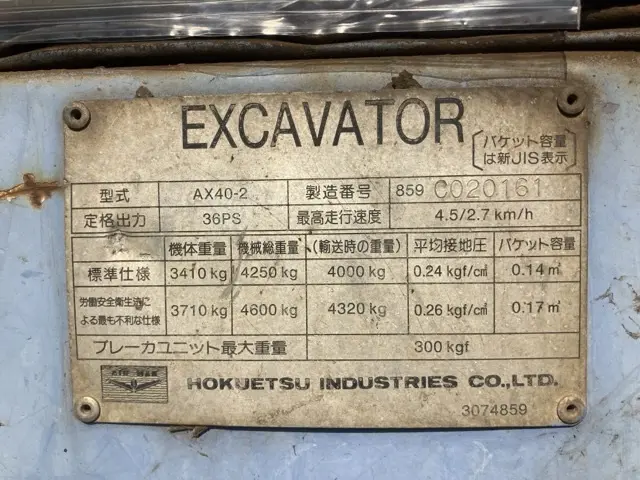 EXCAVATOR
(バケット容量
は新JIS表示)
型式 AX40-2 製造番号 859 C020161
定格出力 36PS 最高走行速度 4.5/2.7 km/h
機体重量 機械総重量 (輸送時の重量) 平均接地圧 バケット容量
標準仕様 3410 kg 4250 kg 4000 kg 0.24 kgf/c㎡ 0.14 ㎥
労働安全衛生法に
よる最も不利な仕様 3710 kg 4600 kg 4320 kg 0.26 kgf/c㎡ 0.17 ㎥
ブレーカユニット最大重量 300 kgf
AIR MAN
HOKUETSU INDUSTRIES CO.,LTD.
3074859